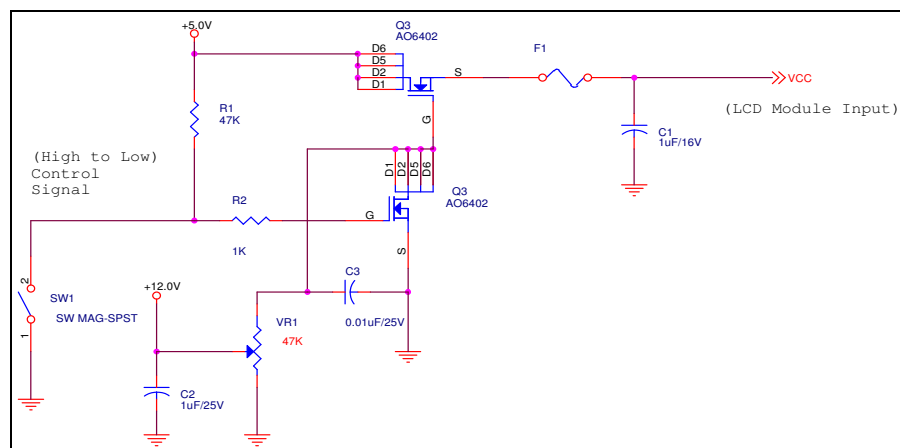 +5.0V
Q3
AO6402
D6
D5
D2
D1
S
G
F1
VCC
(LCD Module Input)
C1
1uF/16V
R1
47K
(High to Low)
Control
Signal
D1
D2
D5
D6
Q3
AO6402
G
S
R2
1K
2
1
SW1
SW MAG-SPST
+12.0V
C3
0.01uF/25V
VR1
47K
C2
1uF/25V